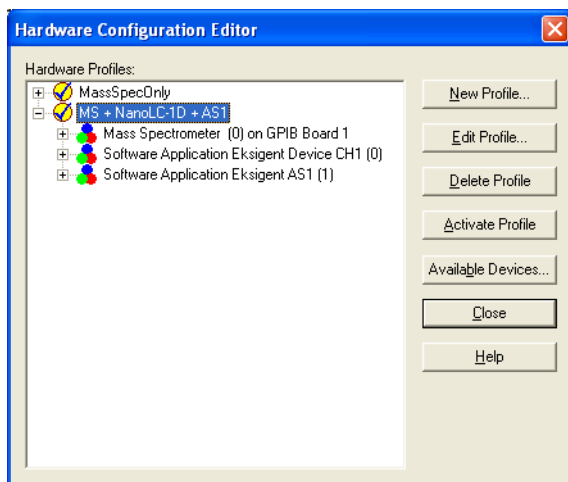 Hardware Configuration Editor
Hardware Profiles:
MassSpecOnly
MS + NanoLC-1D + AS1
Mass Spectrometer (0) on GPIB Board 1
Software Application Eksigent Device CH1 (0)
Software Application Eksigent AS1 (1)
New Profile...
Edit Profile...
Delete Profile
Activate Profile
Available Devices...
Close
Help